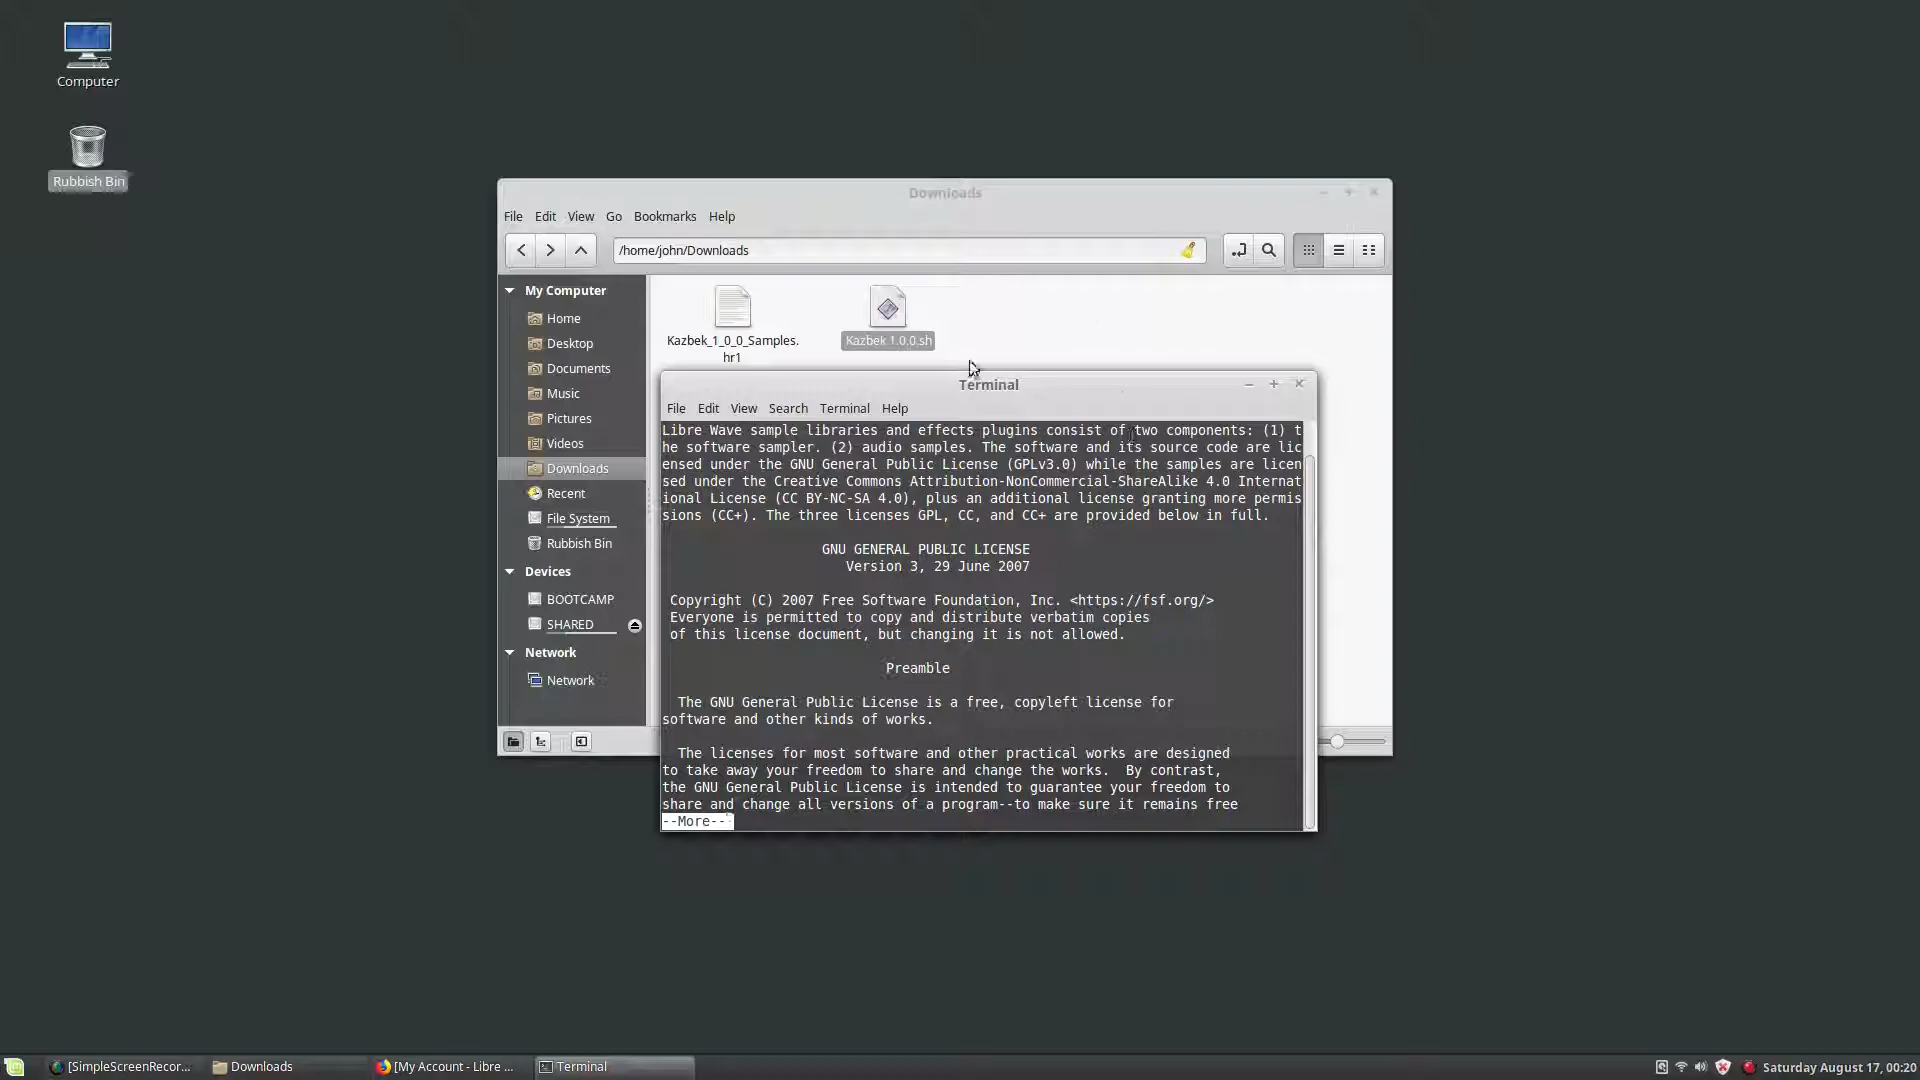 Computer
Rubbish Bin
Downloads
File Edit View Go Bookmarks Help
/home/john/Downloads
My Computer
Home
Desktop
Documents
Music
Pictures
Videos
Downloads
Recent
File System
Rubbish Bin
Devices
BOOTCAMP
SHARED
Network
Network
Kazbek_1_0_0_Samples.
hr1
Kazbek 1.0.0.sh
Terminal
File Edit View Search Terminal Help
Libre Wave sample libraries and effects plugins consist of two components: (1) t
he software sampler. (2) audio samples. The software and its source code are lic
ensed under the GNU General Public License (GPLv3.0) while the samples are licen
sed under the Creative Commons Attribution-NonCommercial-ShareAlike 4.0 Internat
ional License (CC BY-NC-SA 4.0), plus an additional license granting more permis
sions (CC+). The three licenses GPL, CC, and CC+ are provided below in full.
GNU GENERAL PUBLIC LICENSE
Version 3, 29 June 2007
Copyright (C) 2007 Free Software Foundation, Inc. <https://fsf.org/>
Everyone is permitted to copy and distribute verbatim copies
of this license document, but changing it is not allowed.
Preamble
The GNU General Public License is a free, copyleft license for
software and other kinds of works.
The licenses for most software and other practical works are designed
to take away your freedom to share and change the works.  By contrast,
the GNU General Public License is intended to guarantee your freedom to
share and change all versions of a program--to make sure it remains free
--More--
[SimpleScreenRecor...
Downloads
[My Account - Libre ...
Terminal
Saturday August 17, 00:20